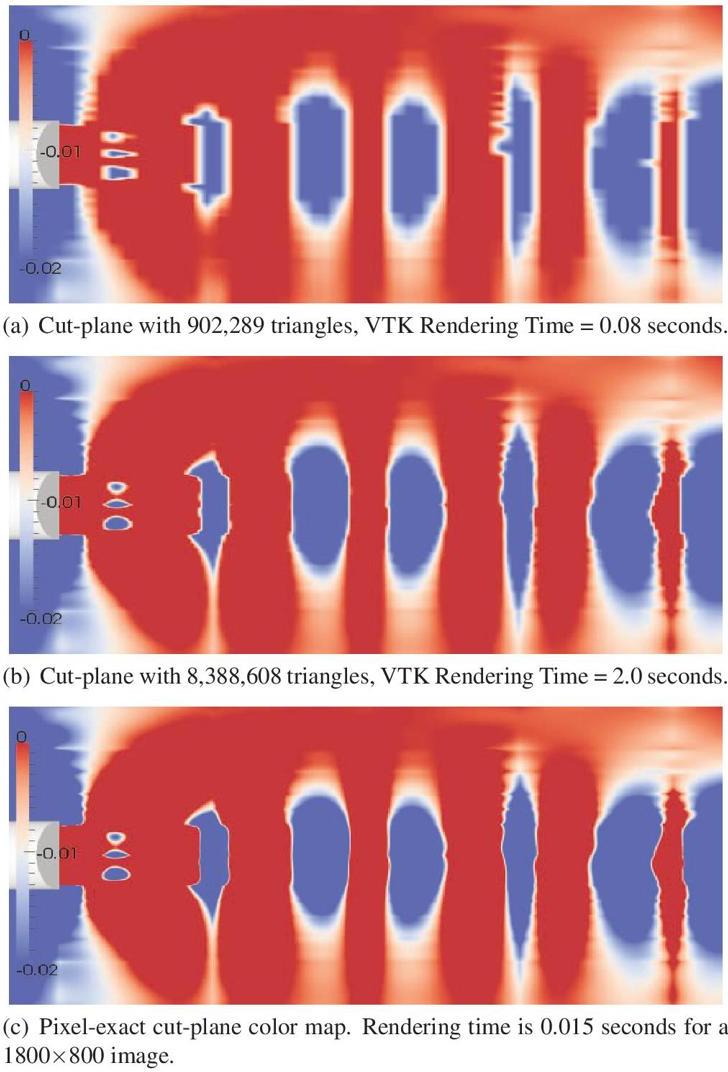 0
-0.01
-0.02
(a) Cut-plane with 902,289 triangles, VTK Rendering Time = 0.08 seconds.
0
-0.01
-0.02
(b) Cut-plane with 8,388,608 triangles, VTK Rendering Time = 2.0 seconds.
0
-0.01
-0.02
(c) Pixel-exact cut-plane color map. Rendering time is 0.015 seconds for a
1800×800 image.